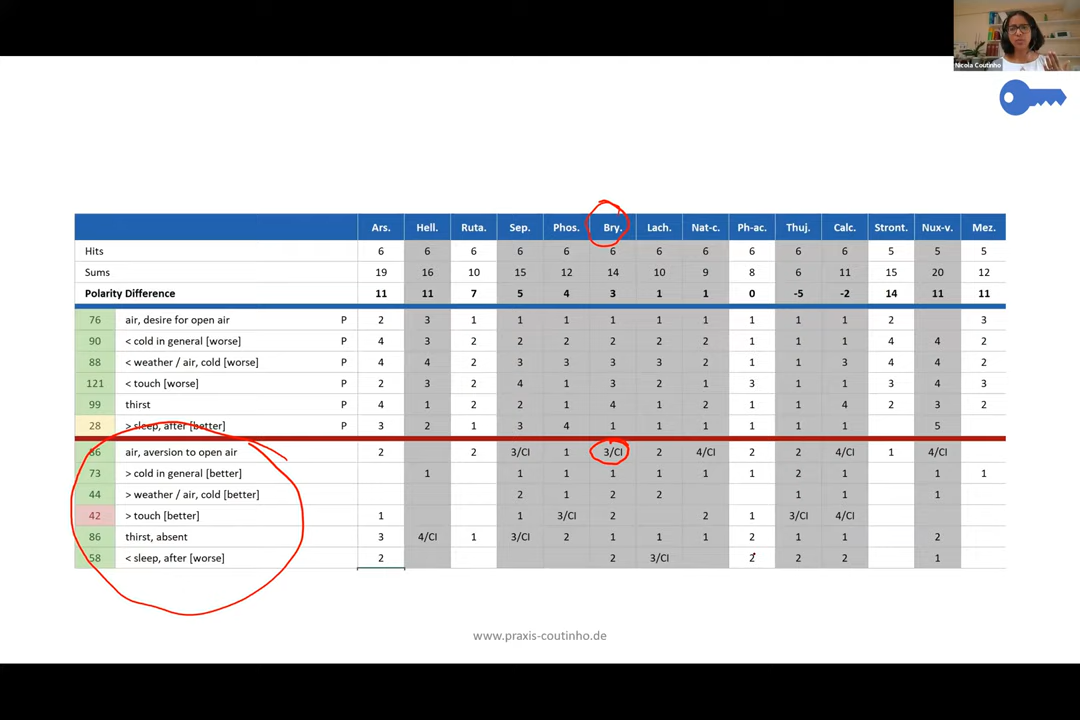 Nicola Coutinho
Ars. Hell. Ruta. Sep. Phos. Bry. Lach. Nat-c. Ph-ac. Thuj. Calc. Stront. Nux-v. Mez.
Hits 6 6 6 6 6 6 6 6 6 6 6 5 5 5
Sums 19 16 10 15 12 14 10 9 8 6 11 15 20 12
Polarity Difference 11 11 7 5 4 3 1 1 0 -5 -2 14 11 11
76 air, desire for open air P 2 3 1 1 1 1 1 1 1 1 1 2 3
90 < cold in general [worse] P 4 3 2 2 2 2 2 2 1 1 1 4 4 2
88 < weather / air, cold [worse] P 4 4 2 3 3 3 3 2 1 1 3 4 4 2
121 < touch [worse] P 2 3 2 4 1 3 2 1 3 1 1 3 4 3
99 thirst P 4 1 2 2 1 4 1 2 1 1 4 2 3 2
28 > sleep, after [better] P 3 2 1 3 4 1 1 1 1 1 1 5
86 air, aversion to open air 2 2 3/CI 1 3/CI 2 4/CI 2 2 4/CI 1 4/CI
73 > cold in general [better] 1 1 1 1 1 1 1 1 1 1 1
44 > weather / air, cold [better] 2 1 2 2 1 1 1
42 > touch [better] 1 1 3/CI 2 2 1 3/CI 4/CI
86 thirst, absent 3 4/CI 1 3/CI 2 1 1 1 2 1 1 2
58 < sleep, after [worse] 2 2 3/CI 2 2 2 1
www.praxis-coutinho.de